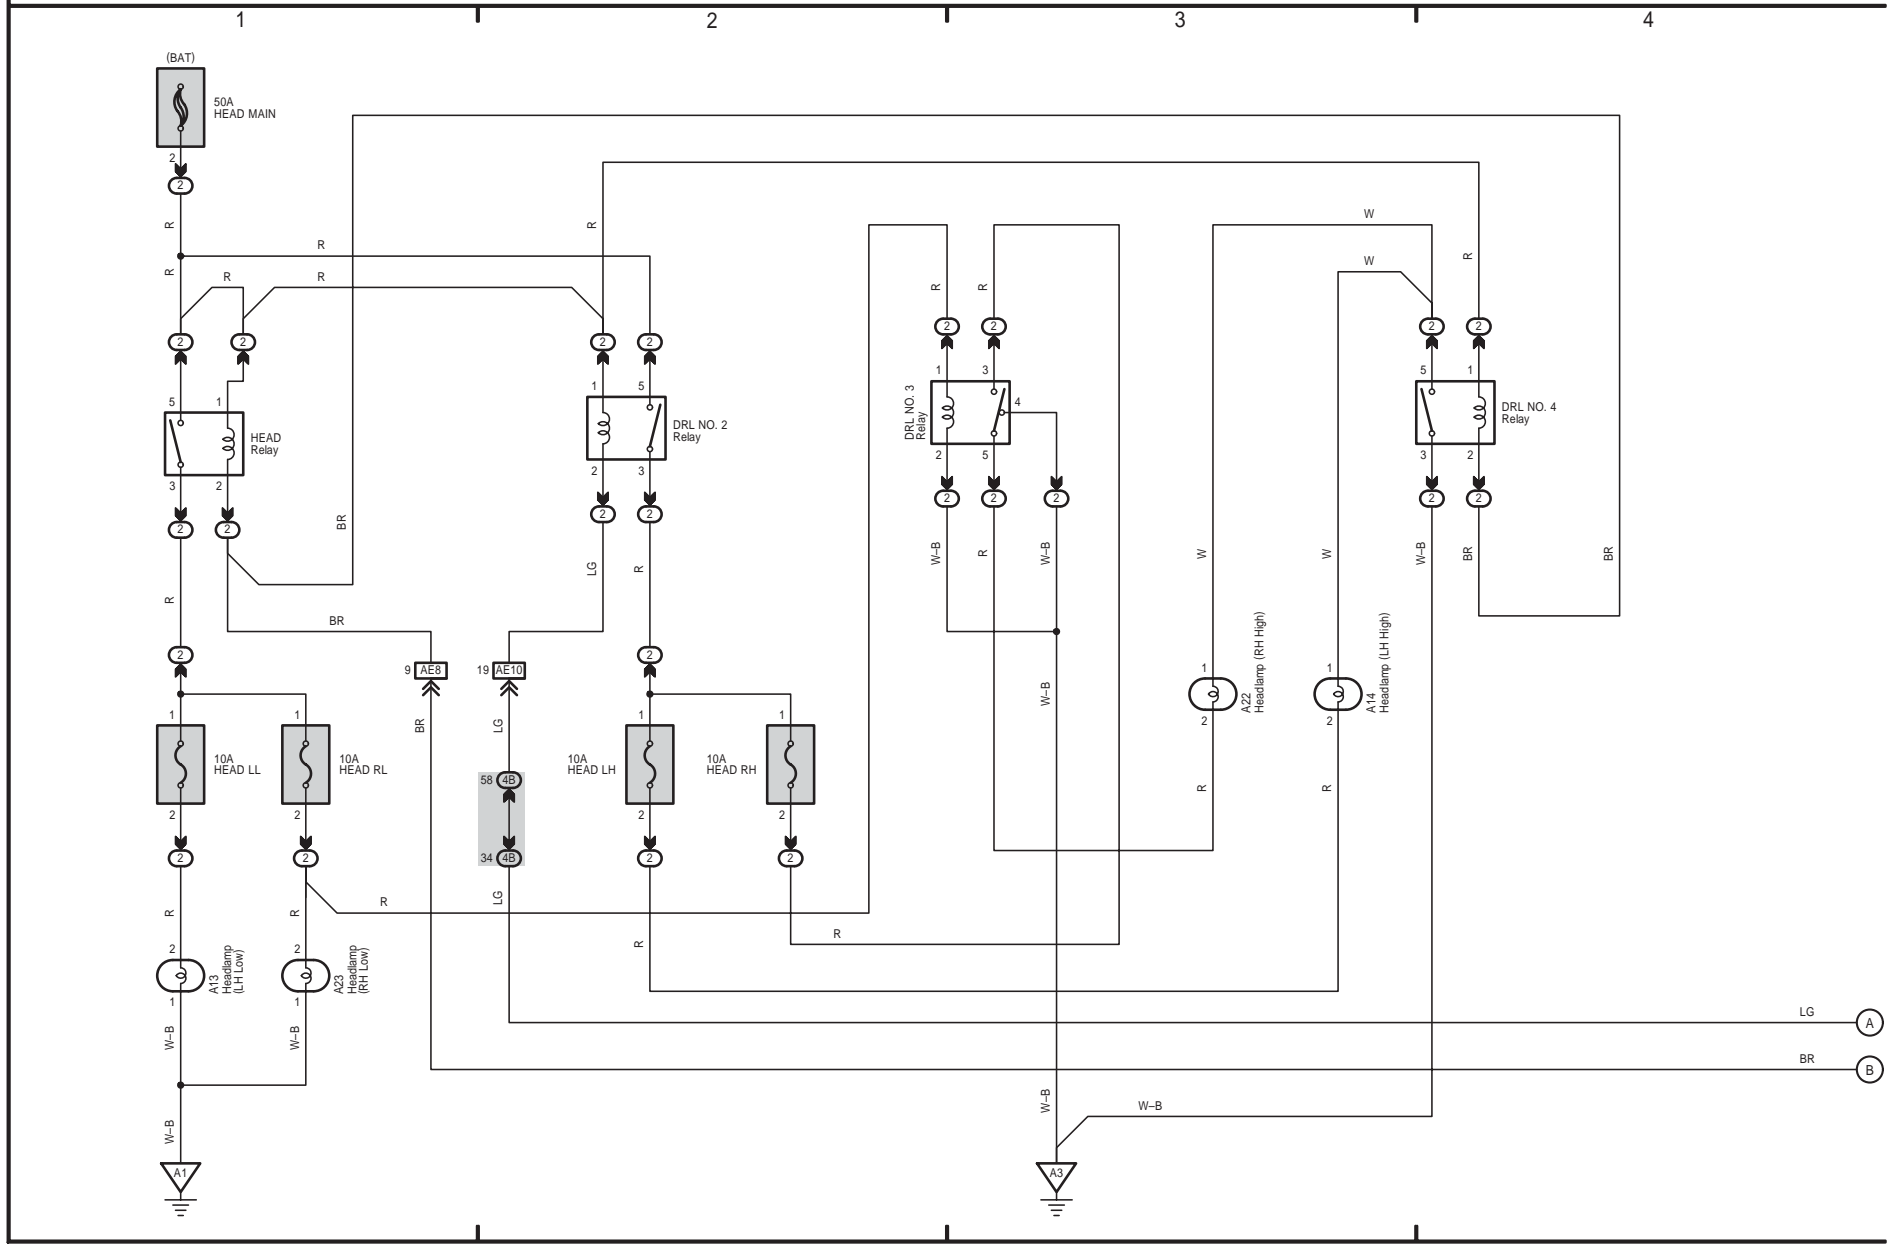 1 2 3 4
(BAT)
50A
HEAD MAIN
2
2
R
R
R
R
R
R
W
W
R
R
R
R
2 2 2 2
2 2 2 2
5 1
HEAD
Relay
3 2
1 5
DRL NO. 2
Relay
2 3
DRL NO. 3
Relay
1 3
4
2 5
5 1
DRL NO. 4
Relay
3 2
2 2 2 2
2 2 2 2 2
R
BR
BR
LG
R
W–B
R
W–B
W
W
W–B
BR
BR
2
9 AE8
19 AE10
2
BR
LG
W–B
1
2
A22
Headlamp (RH High)
1
2
A14
Headlamp (LH High)
1
10A
HEAD LL
2
1
10A
HEAD RL
2
58 4B
34 4B
1
10A
HEAD LH
2
1
10A
HEAD RH
2
R
R
2 2 2 2
R
R
R
LG
R
R
2
A13
Headlamp
(LH Low)
1
2
A23
Headlamp
(RH Low)
1
W–B
W–B
LG
A
BR
B
W–B
W–B
W–B
A1
A3